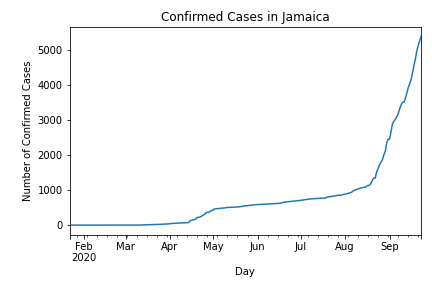 Confirmed Cases in Jamaica
Number of Confirmed Cases
5000
4000
3000
2000
1000
0
Feb Mar Apr May Jun Jul Aug Sep
2020
Day